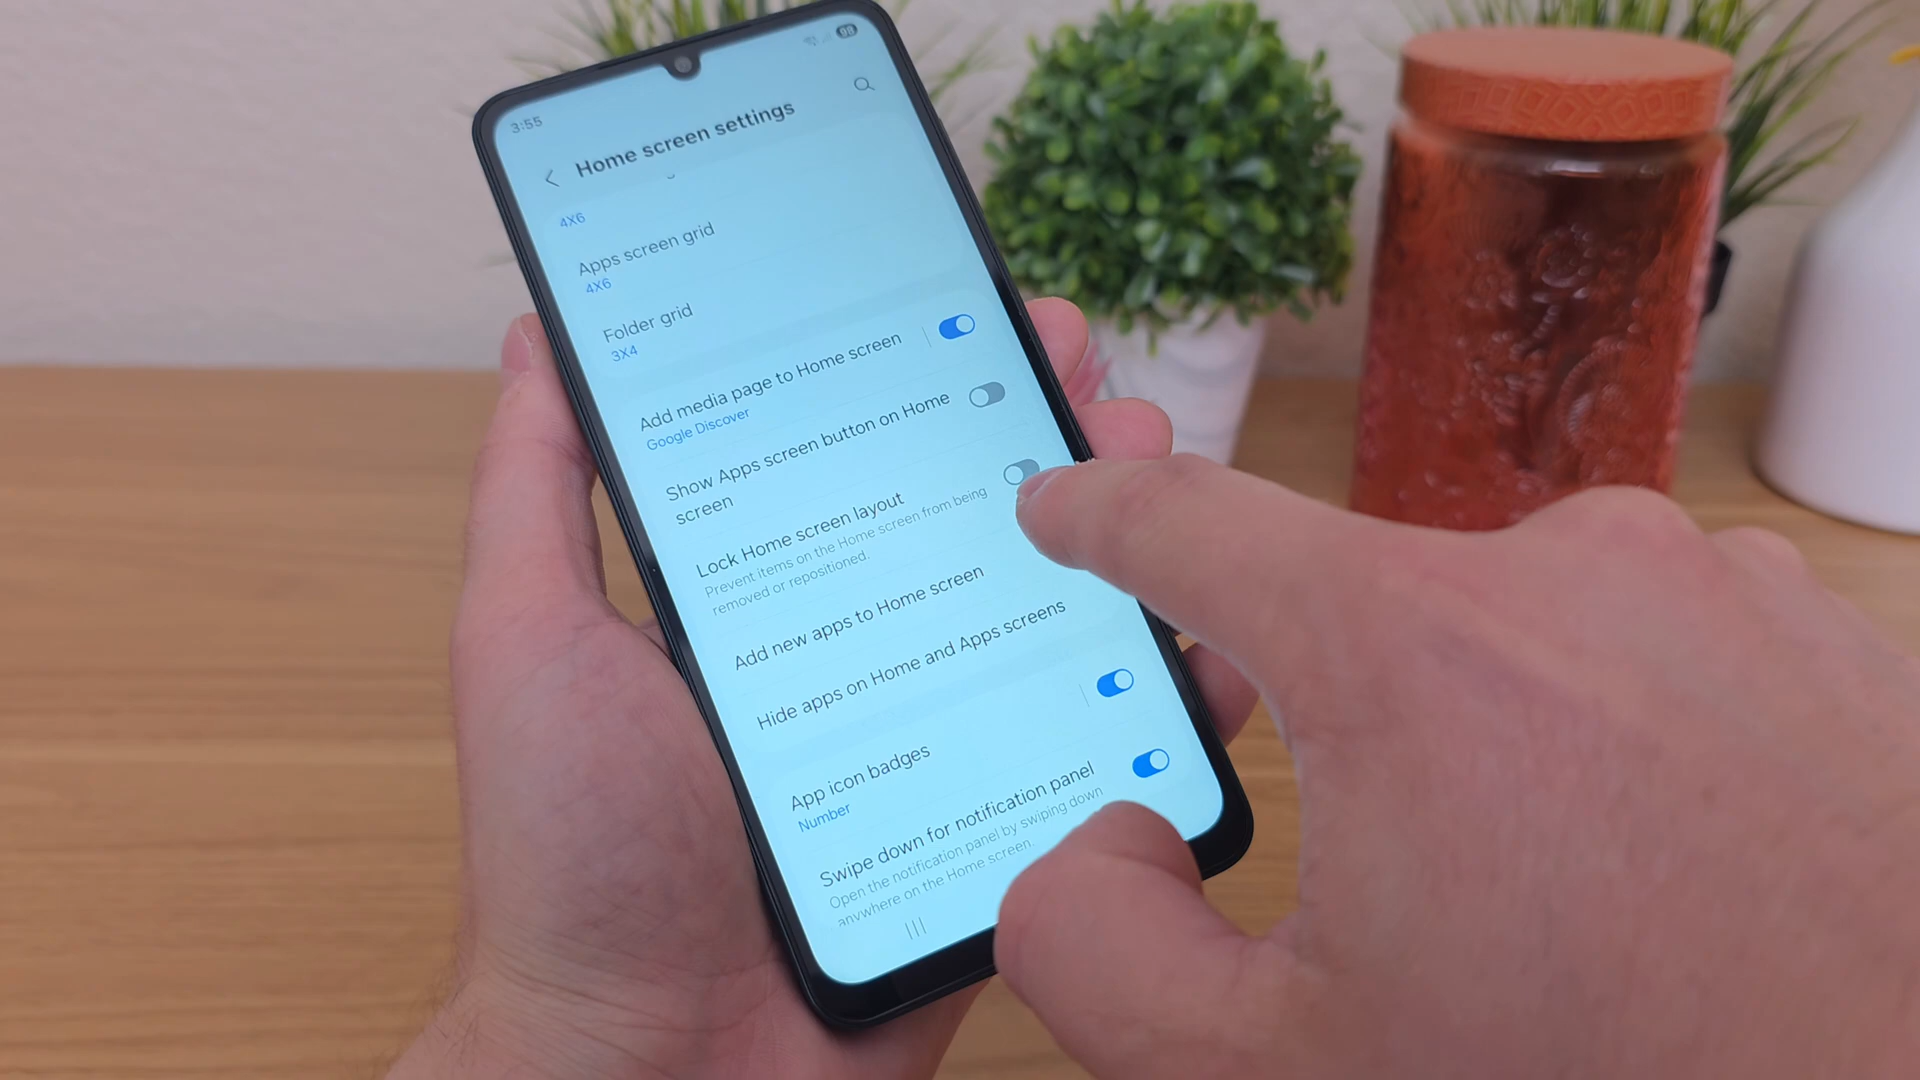 3:55
98
Home screen settings
4X6
Apps screen grid
4X6
Folder grid
3X4
Add media page to Home screen
Google Discover
Show Apps screen button on Home
screen
Lock Home screen layout
Prevent items on the Home screen from being
removed or repositioned.
Add new apps to Home screen
Hide apps on Home and Apps screens
App icon badges
Number
Swipe down for notification panel
Open the notification panel by swiping down
anywhere on the Home screen.